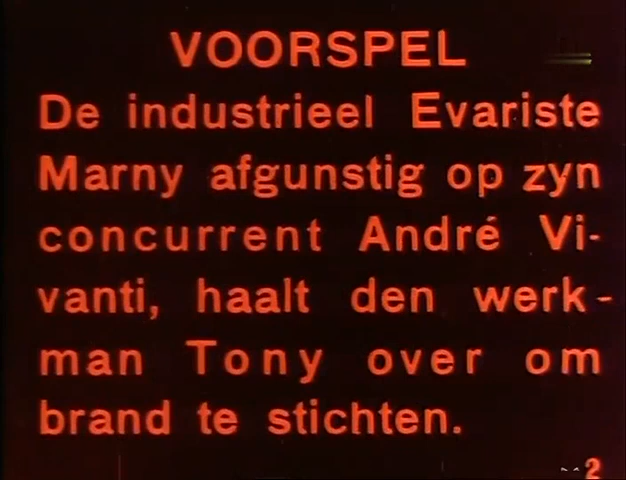 VOORSPEL
De industrieel Evariste
Marny afgunstig op zyn
concurrent André Vi-
vanti, haalt den werk-
man Tony over om
brand te stichten.
2